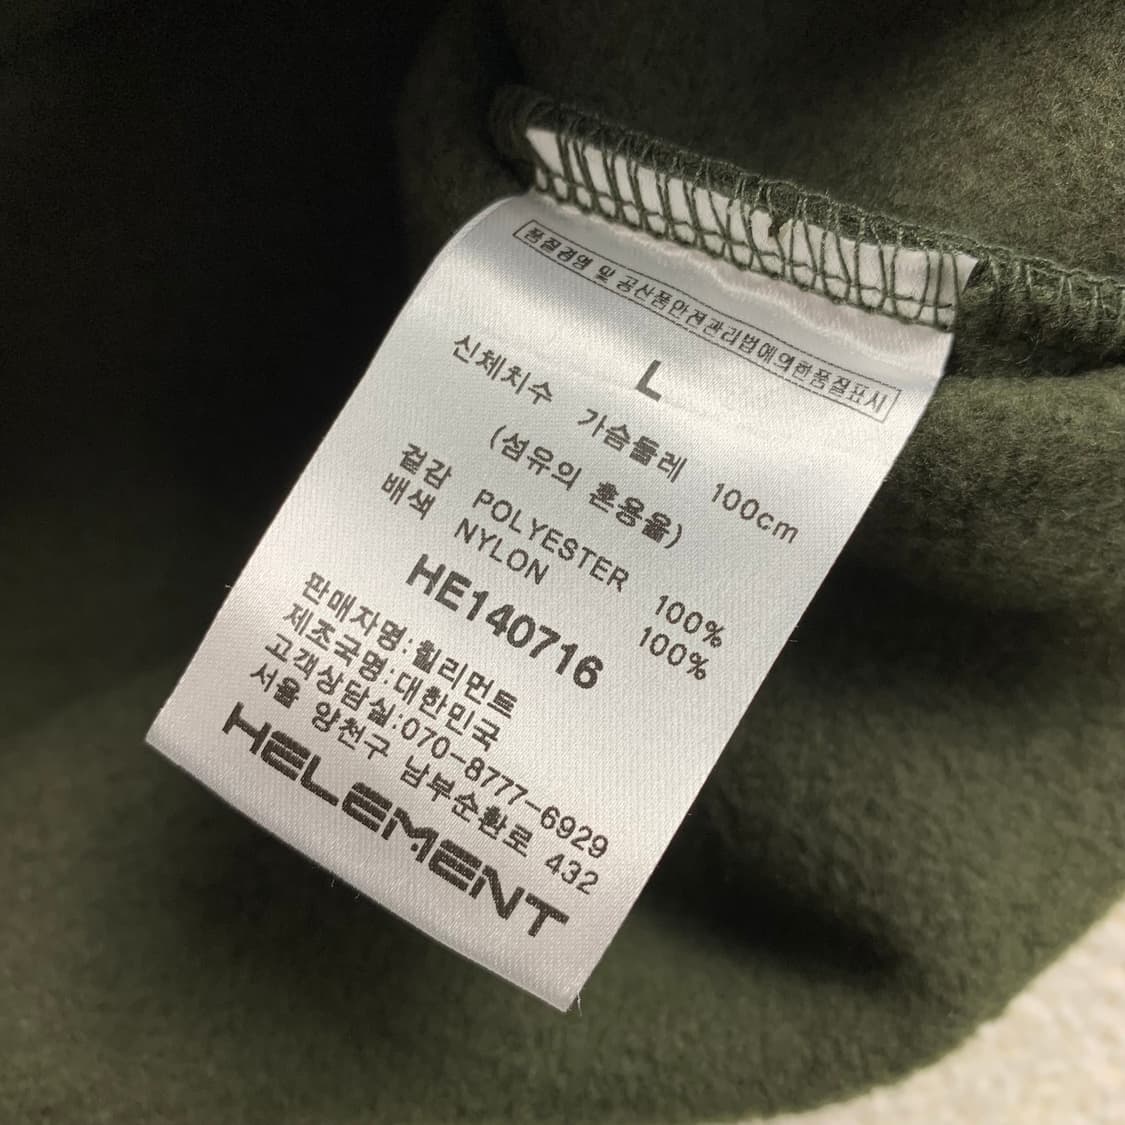 품질경영 및 공산품안전관리법에의한품질표시
L
신체치수 가슴둘레 100cm
(섬유의 혼용율)
겉감 POLYESTER 100%
배색 NYLON 100%
HE140716
판매자명:휠리먼트
제조국명:대한민국
고객상담실:070-8777-6929
서울 양천구 남부순환로 432
HELEMENT